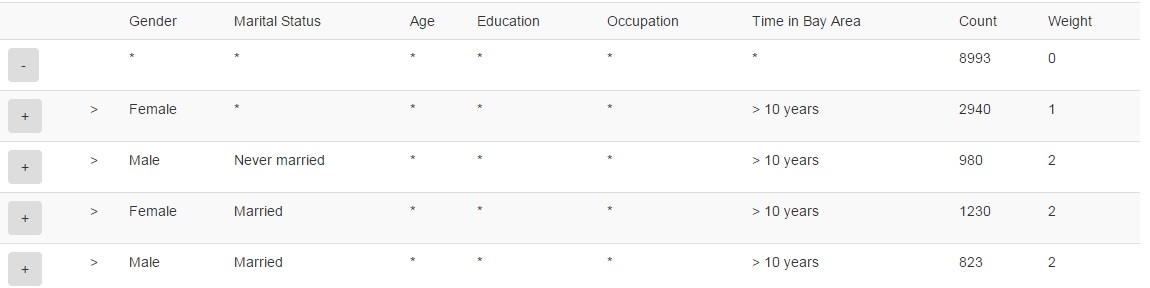 Gender Marital Status Age Education Occupation Time in Bay Area Count Weight
- * * * * * * 8993 0
+ > Female * * * * > 10 years 2940 1
+ > Male Never married * * * > 10 years 980 2
+ > Female Married * * * > 10 years 1230 2
+ > Male Married * * * > 10 years 823 2